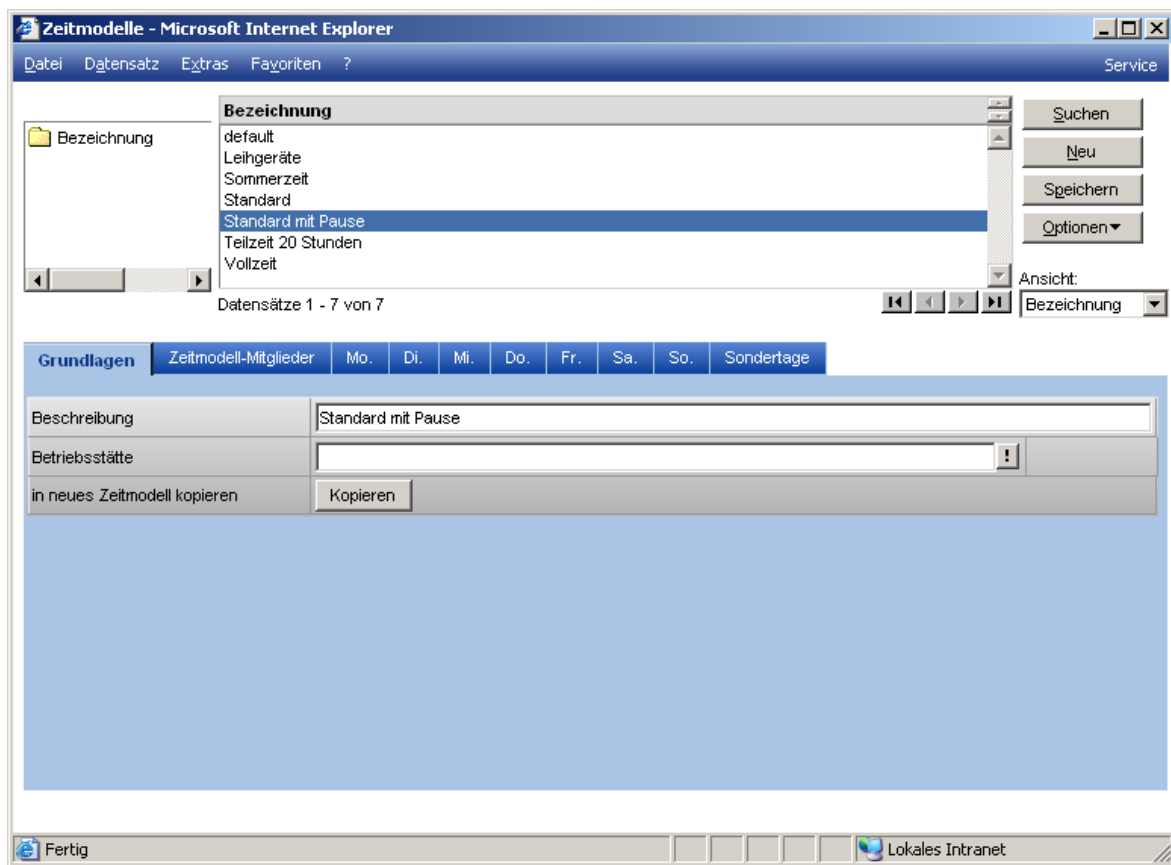 Zeitmodelle - Microsoft Internet Explorer
Datei Datensatz Extras Favoriten ? Service
Bezeichnung
Bezeichnung
default
Leihgeräte
Sommerzeit
Standard
Standard mit Pause
Teilzeit 20 Stunden
Vollzeit
Datensätze 1 - 7 von 7
Suchen
Neu
Speichern
Optionen
Ansicht:
Bezeichnung
Grundlagen Zeitmodell-Mitglieder Mo. Di. Mi. Do. Fr. Sa. So. Sondertage
Beschreibung Standard mit Pause
Betriebsstätte !
in neues Zeitmodell kopieren Kopieren
Fertig Lokales Intranet